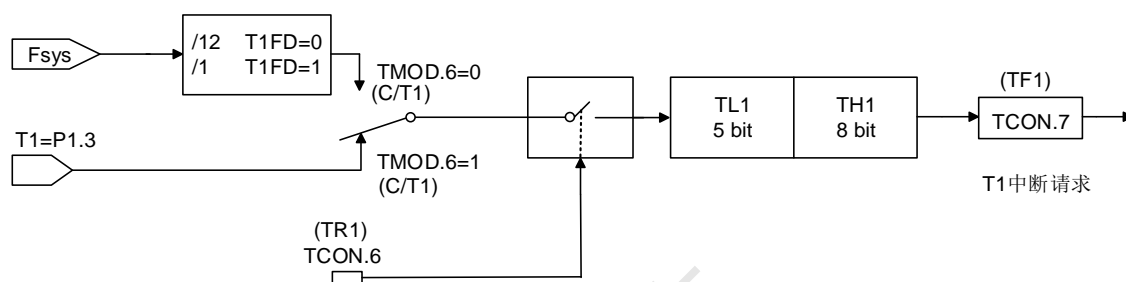 Fsys
/12 T1FD=0
/1 T1FD=1
TMOD.6=0
(C/T1)
T1=P1.3
TMOD.6=1
(C/T1)
(TR1)
TCON.6
TL1
5 bit
TH1
8 bit
(TF1)
TCON.7
T1中断请求